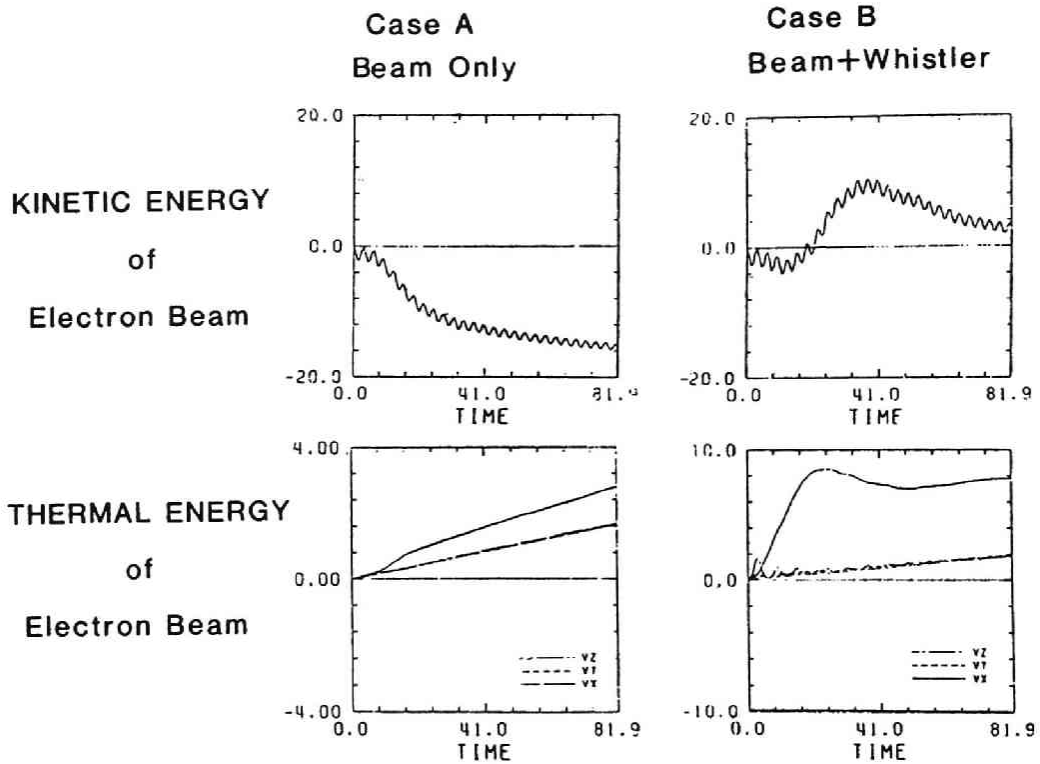 Case A
Beam Only
Case B
Beam+Whistler
KINETIC ENERGY
of
Electron Beam
20.0
0.0
-20.0
0.0 41.0 81.9
TIME
20.0
0.0
-20.0
0.0 41.0 81.9
TIME
THERMAL ENERGY
of
Electron Beam
4.00
0.00
-4.00
VZ
VY
VX
0.0 41.0 81.9
TIME
10.0
0.0
-10.0
VZ
VY
VX
0.0 41.0 81.9
TIME